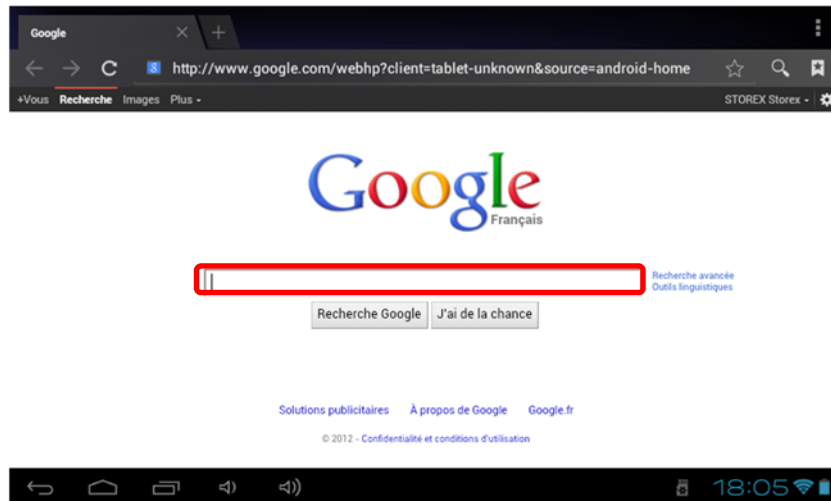 Google
http://www.google.com/webhp?client=tablet-unknown&source=android-home
+Vous Recherche Images Plus
STOREX Storex
Google
Français
Recherche avancée
Outils linguistiques
Recherche Google J'ai de la chance
Solutions publicitaires À propos de Google Google.fr
© 2012 - Confidentialité et conditions d'utilisation
18:05